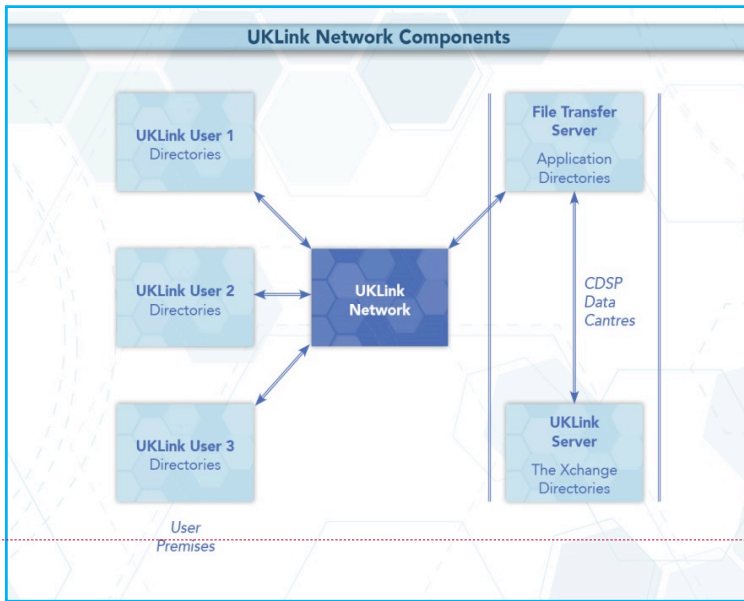 UKLink Network Components
UKLink User 1
Directories
UKLink User 2
Directories
UKLink User 3
Directories
User
Premises
UKLink
Network
File Transfer
Server
Application
Directories
CDSP
Data
Cantres
UKLink
Server
The Xchange
Directories